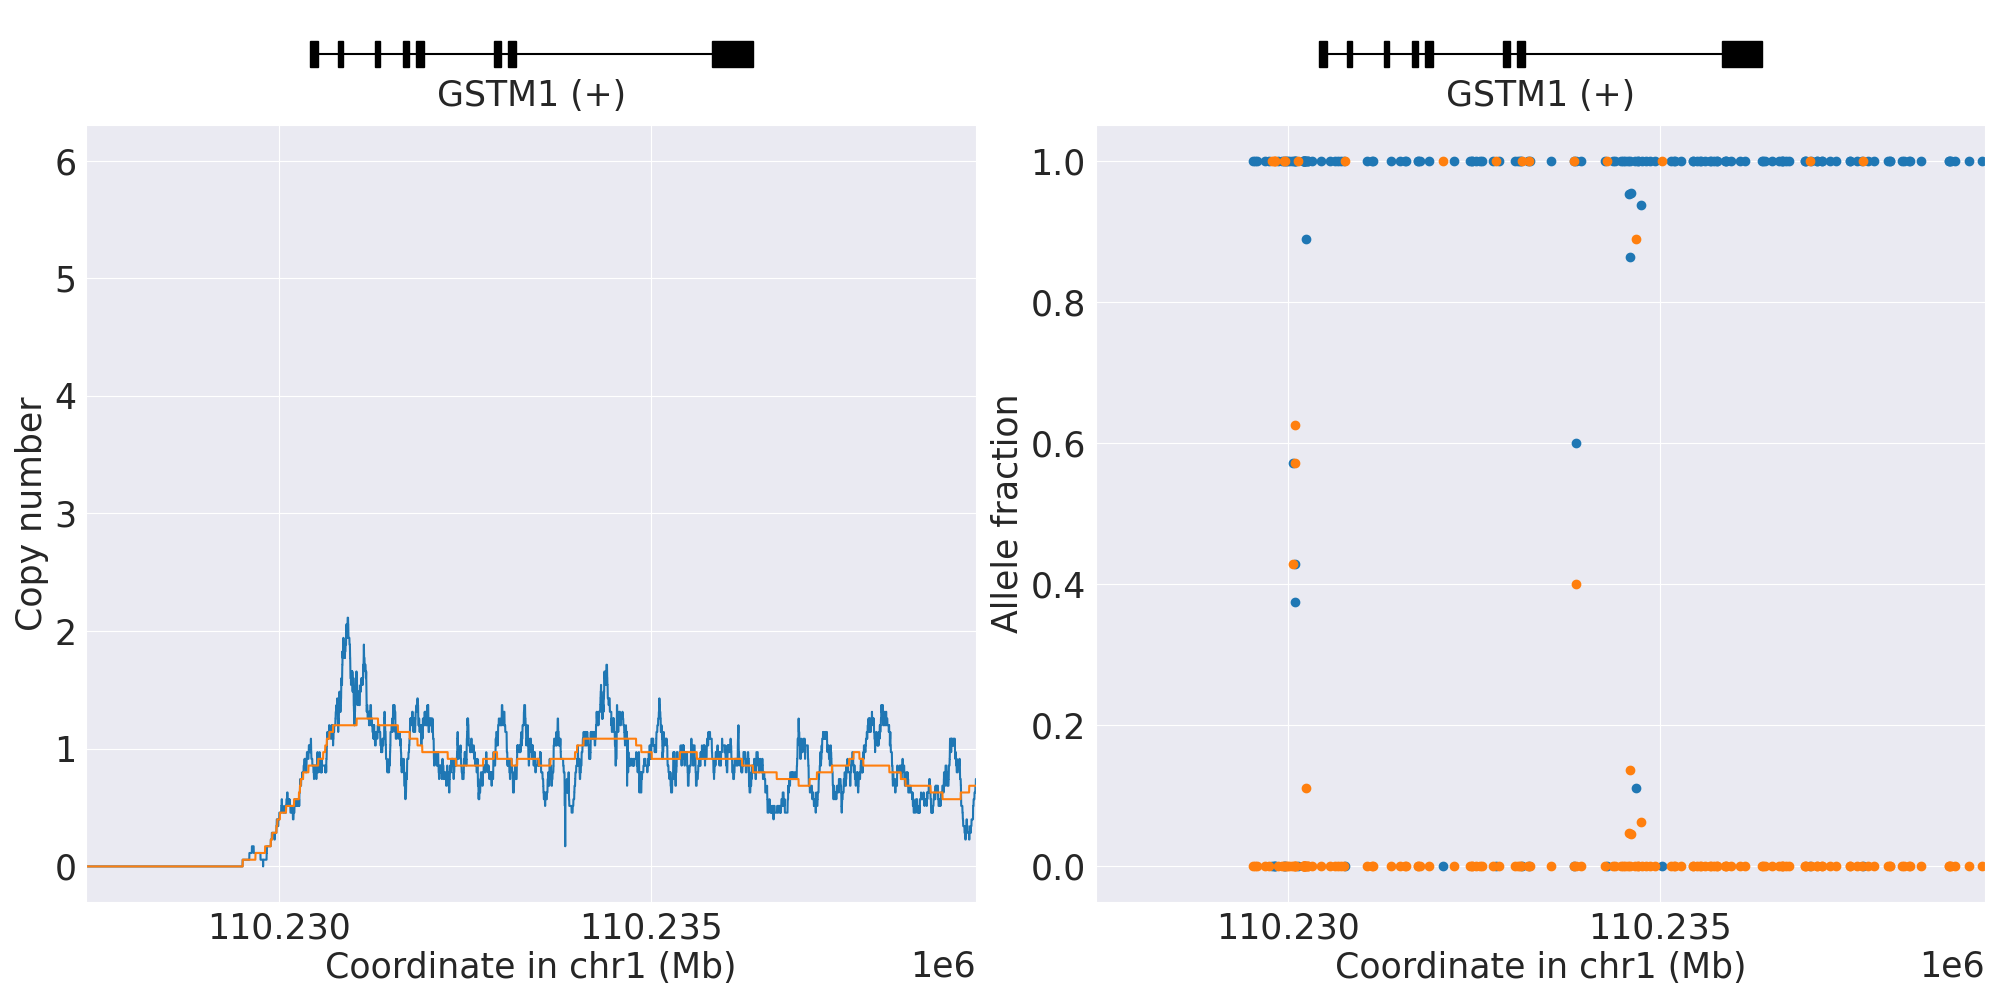 GSTM1 (+)
6
5
4
3
2
1
0
Copy number
110.230
110.235
Coordinate in chr1 (Mb)
1e6
GSTM1 (+)
1.0
0.8
0.6
0.4
0.2
0.0
Allele fraction
110.230
110.235
Coordinate in chr1 (Mb)
1e6